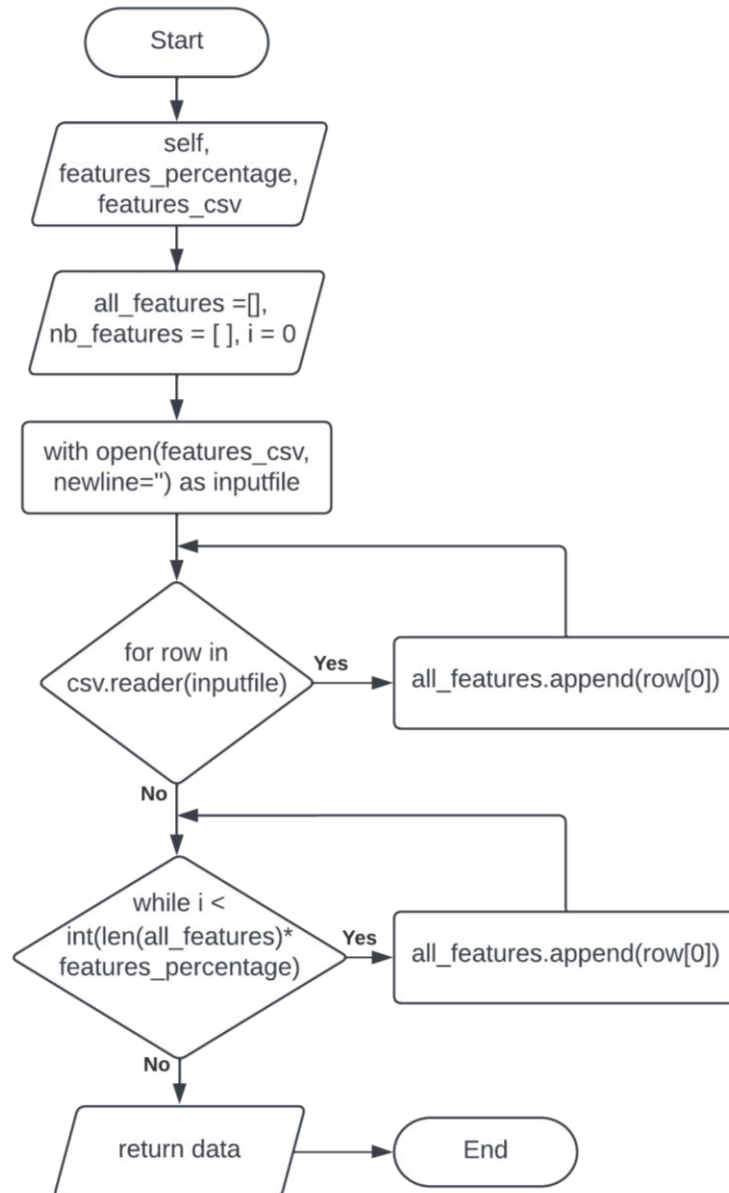 Start
self,
features_percentage,
features_csv
all_features =[],
nb_features = [ ], i = 0
with open(features_csv,
newline='') as inputfile
for row in
csv.reader(inputfile)
Yes
all_features.append(row[0])
No
while i <
int(len(all_features)*
features_percentage)
Yes
all_features.append(row[0])
No
return data
End